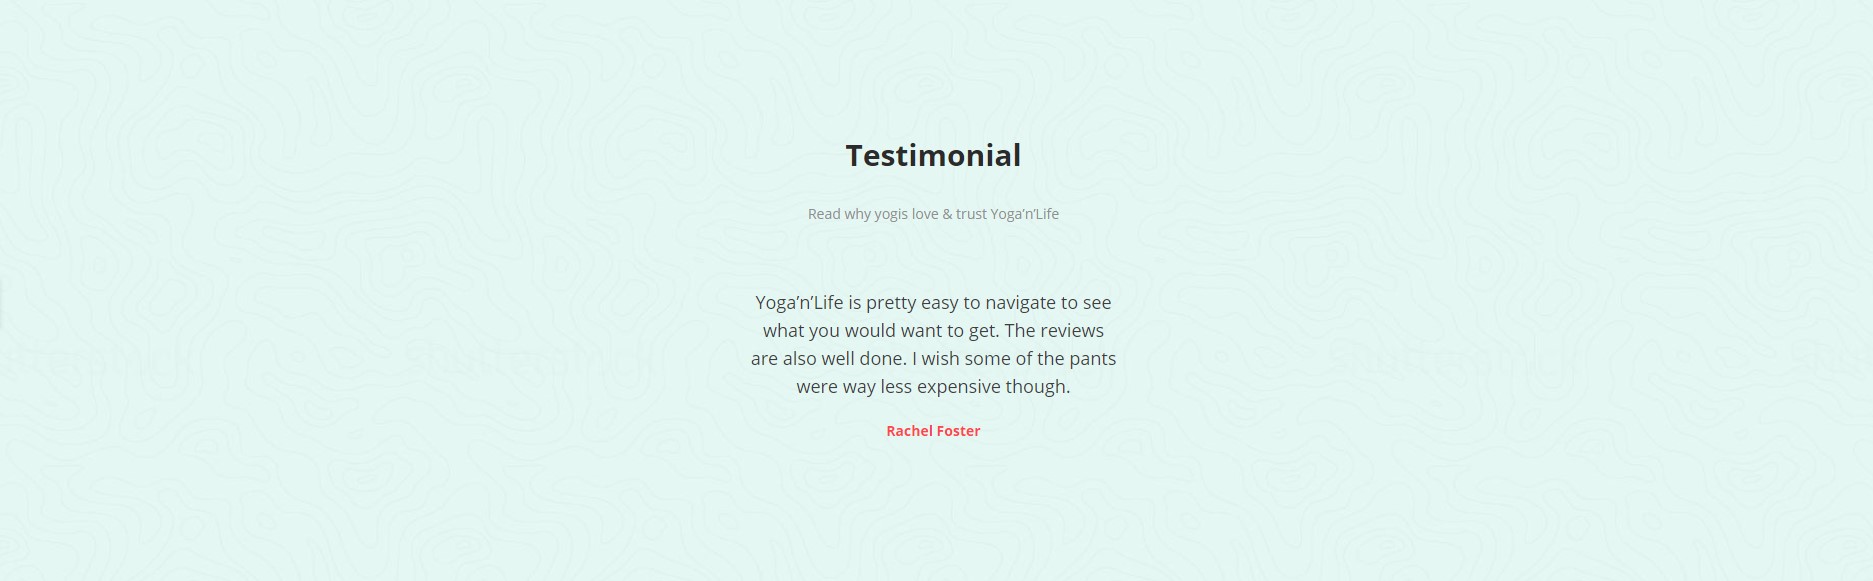 Testimonial
Read why yogis love & trust Yoga’n’Life
Yoga’n’Life is pretty easy to navigate to see
what you would want to get. The reviews
are also well done. I wish some of the pants
were way less expensive though.
Rachel Foster